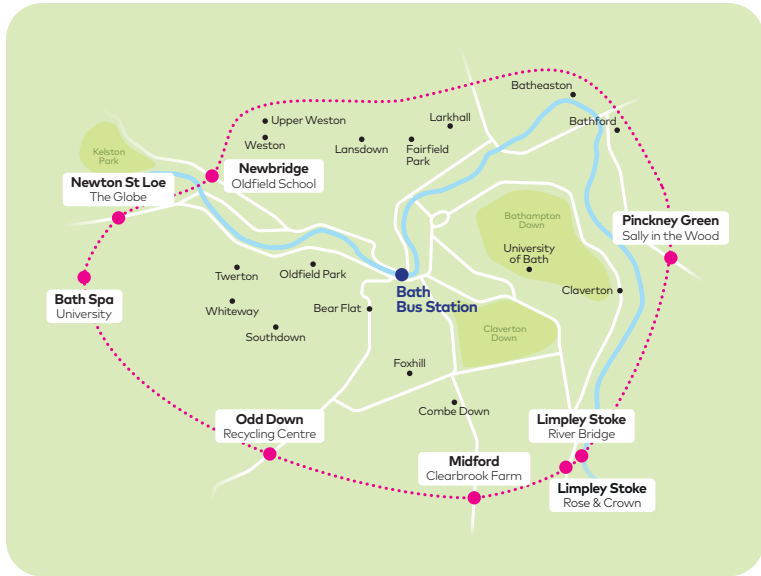 Batheaston
Upper Weston
Larkhall
Bathford
Weston
Lansdown
Fairfield
Park
Kelston
Park
Newbridge
Oldfield School
Newton St Loe
The Globe
Bathampton
Down
Pinckney Green
Sally in the Wood
University
of Bath
Twerton
Oldfield Park
Bath
Bus Station
Claverton
Bath Spa
University
Whiteway
Bear Flat
Southdown
Claverton
Down
Foxhill
Combe Down
Odd Down
Recycling Centre
Limpley Stoke
River Bridge
Midford
Clearbrook Farm
Limpley Stoke
Rose & Crown